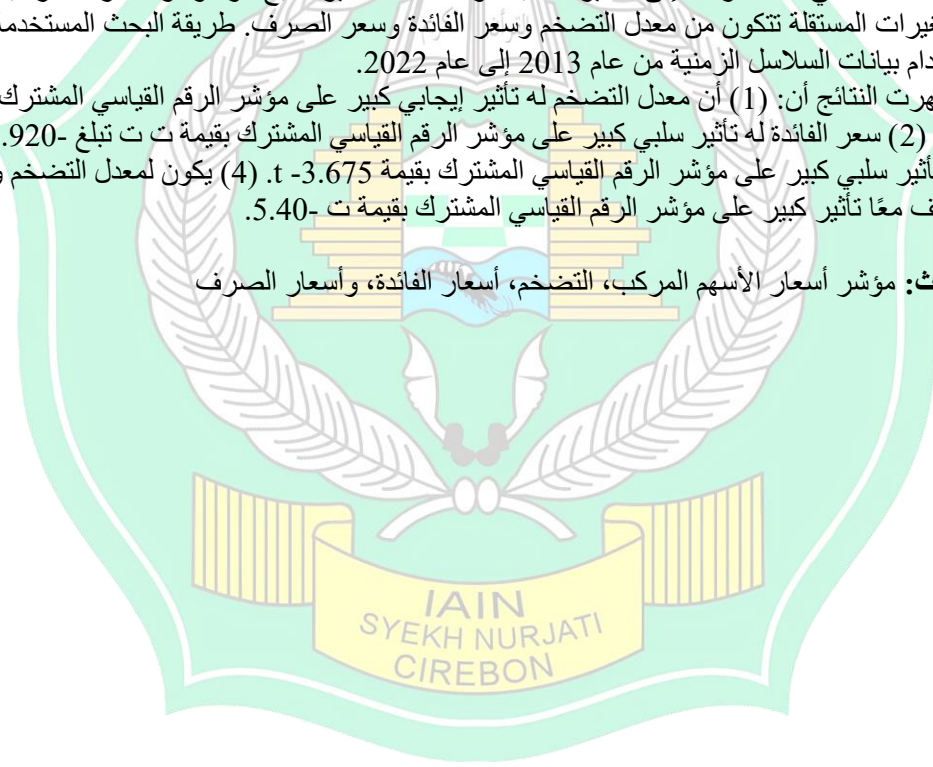 غيرات المستقلة تتكون من معدل التضخم وسعر الفائدة وسعر الصرف. طريقة البحث المستخدما
دام بيانات السلاسل الزمنية من عام 2013 إلى عام 2022.
هرت النتائج أن: (1) أن معدل التضخم له تأثير إيجابي كبير على مؤشر الرقم القياسي المشترك
(2) سعر الفائدة له تأثير سلبي كبير على مؤشر الرقم القياسي المشترك بقيمة ت ت تبلغ -920.
أثير سلبي كبير على مؤشر الرقم القياسي المشترك بقيمة t -3.675. (4) يكون لمعدل التضخم و
ف معًا تأثير كبير على مؤشر الرقم القياسي المشترك بقيمة ت -5.40.
ث: مؤشر أسعار الأسهم المركب، التضخم، أسعار الفائدة، وأسعار الصرف
IAIN
SYEKH NURJATI
CIREBON